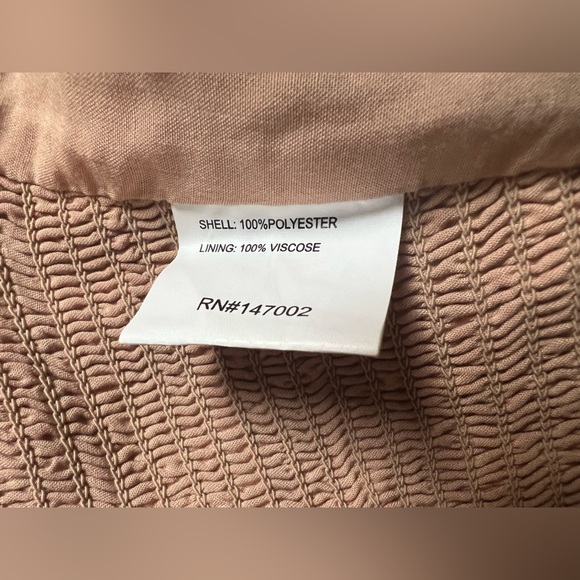 SHELL: 100%POLYESTER
LINING: 100% VISCOSE
RN#147002